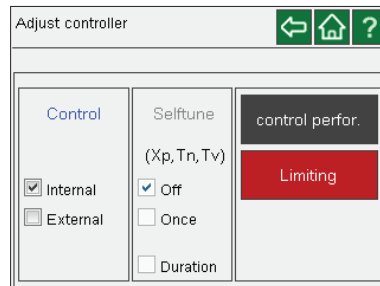 Adjust controller
?
Control
Internal
External
Selftune
(Xp,Tn,Tv)
Off
Once
Duration
control perfor.
Limiting